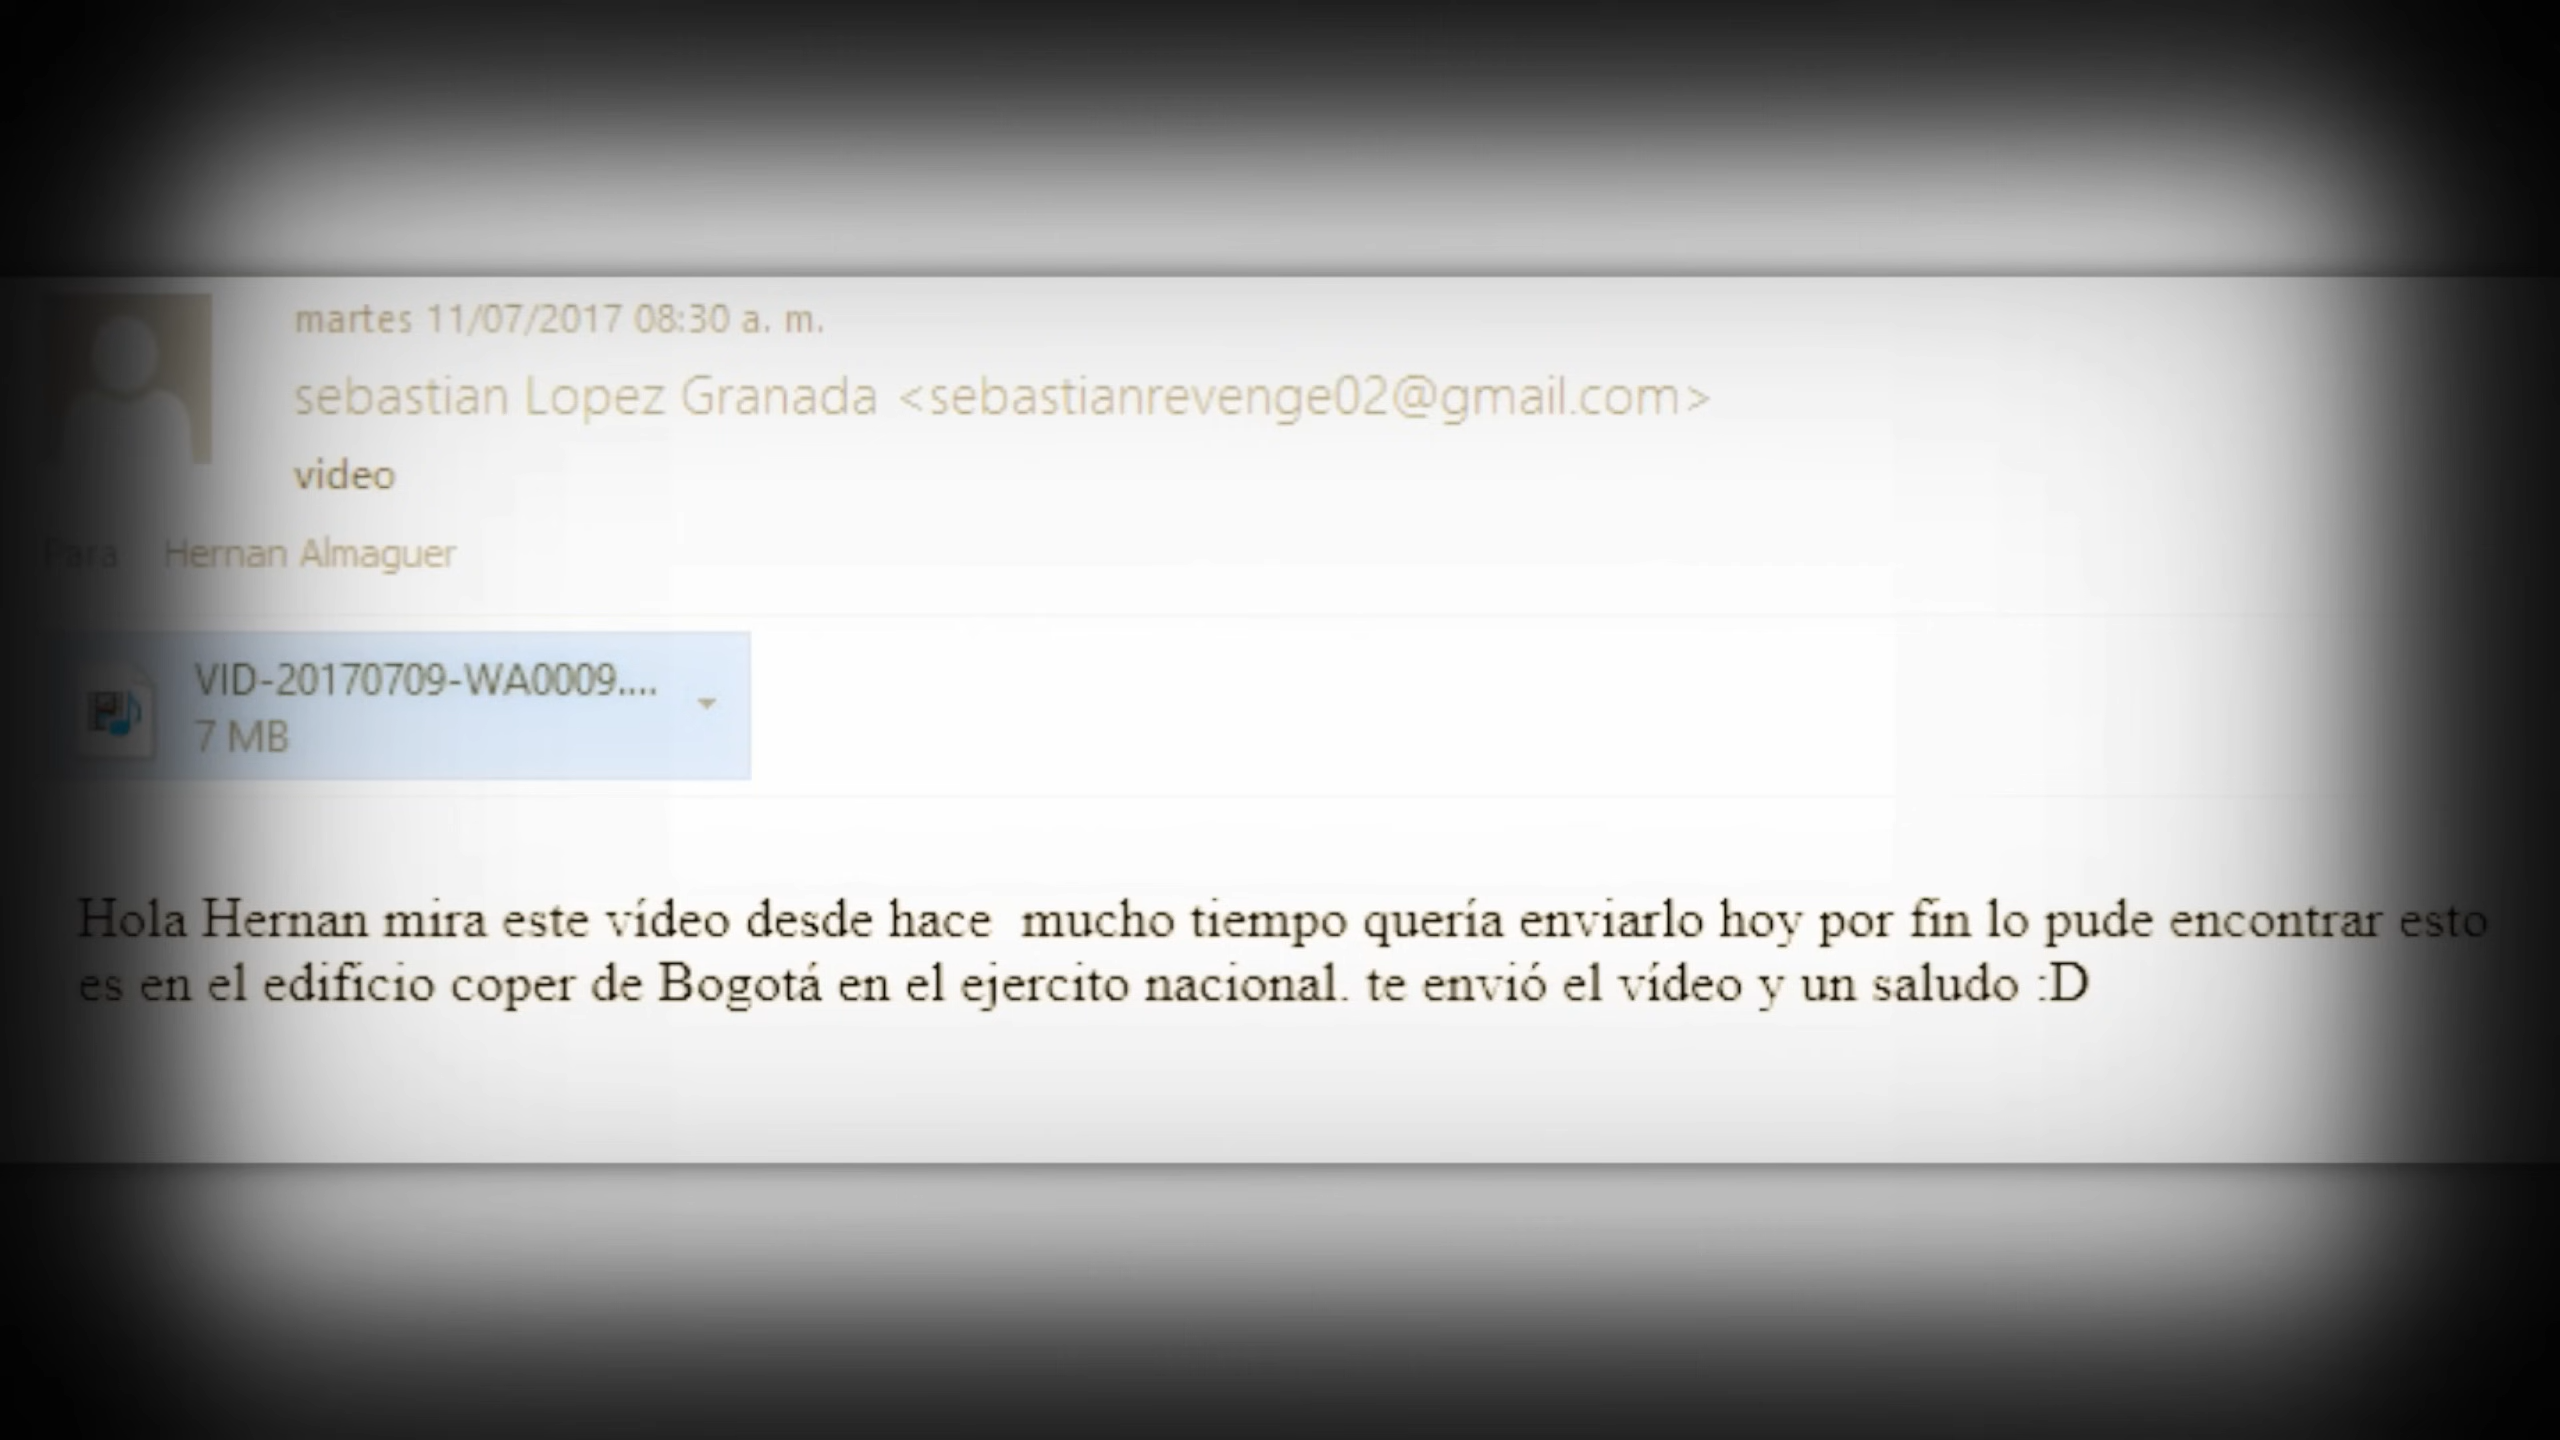 martes 11/07/2017 08:30 a. m.
sebastian Lopez Granada <sebastianrevenge02@gmail.com>
video
Para Hernan Almaguer
VID-20170709-WA0009....
7 MB
Hola Hernan mira este vídeo desde hace  mucho tiempo quería enviarlo hoy por fin lo pude encontrar esto
es en el edificio coper de Bogotá en el ejercito nacional. te envió el vídeo y un saludo :D